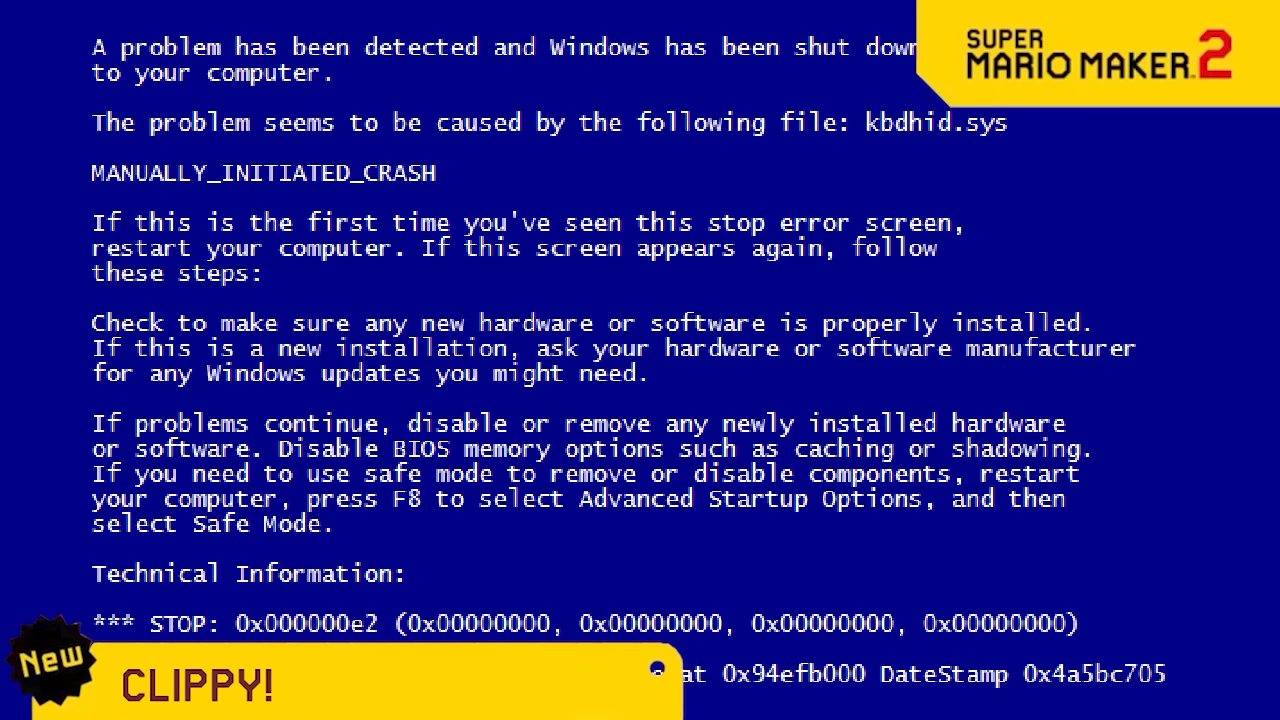 A problem has been detected and Windows has been shut down
to your computer.
SUPER
MARIO MAKER 2
The problem seems to be caused by the following file: kbdhid.sys
MANUALLY_INITIATED_CRASH
If this is the first time you've seen this stop error screen,
restart your computer. If this screen appears again, follow
these steps:
Check to make sure any new hardware or software is properly installed.
If this is a new installation, ask your hardware or software manufacturer
for any Windows updates you might need.
If problems continue, disable or remove any newly installed hardware
or software. Disable BIOS memory options such as caching or shadowing.
If you need to use safe mode to remove or disable components, restart
your computer, press F8 to select Advanced Startup Options, and then
select Safe Mode.
Technical Information:
*** STOP: 0x000000e2 (0x00000000, 0x00000000, 0x00000000, 0x00000000)
at 0x94efb000 DateStamp 0x4a5bc705
New
CLIPPY!